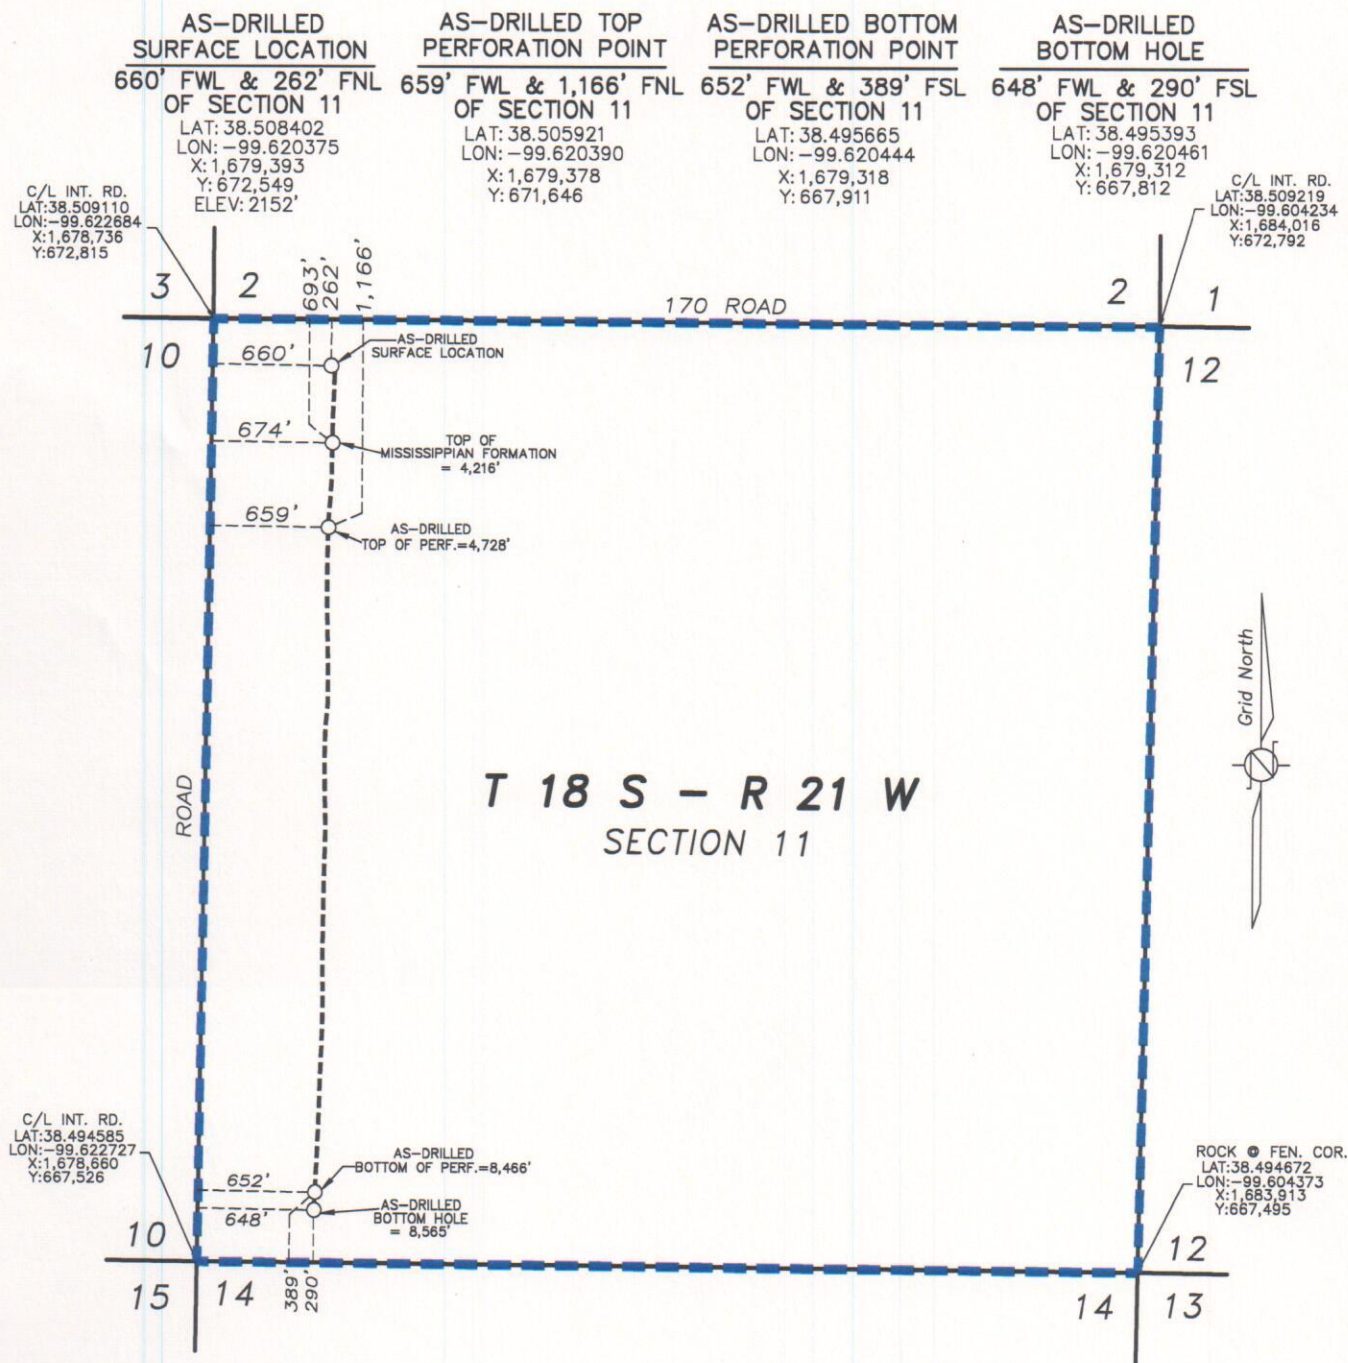 AS-DRILLED
SURFACE LOCATION
660' FWL & 262' FNL
OF SECTION 11
LAT: 38.508402
LON: -99.620375
X: 1,679,393
Y: 672,549
ELEV: 2152'
AS-DRILLED TOP
PERFORATION POINT
659' FWL & 1,166' FNL
OF SECTION 11
LAT: 38.505921
LON: -99.620390
X: 1,679,378
Y: 671,646
AS-DRILLED BOTTOM
PERFORATION POINT
652' FWL & 389' FSL
OF SECTION 11
LAT: 38.495665
LON: -99.620444
X: 1,679,318
Y: 667,911
AS-DRILLED
BOTTOM HOLE
648' FWL & 290' FSL
OF SECTION 11
LAT: 38.495393
LON: -99.620461
X: 1,679,312
Y: 667,812
C/L INT. RD.
LAT:38.509110
LON:-99.622684
X:1,678,736
Y:672,815
C/L INT. RD.
LAT:38.509219
LON:-99.604234
X:1,684,016
Y:672,792
3
2
693'
262'
1,166'
170 ROAD
2
1
10
12
660'
AS-DRILLED
SURFACE LOCATION
674'
TOP OF
MISSISSIPPIAN FORMATION
= 4,216'
659'
AS-DRILLED
TOP OF PERF.=4,728'
Grid North
ROAD
T 18 S - R 21 W
SECTION 11
C/L INT. RD.
LAT:38.494585
LON:-99.622727
X:1,678,660
Y:667,526
AS-DRILLED
BOTTOM OF PERF.=8,466'
652'
648'
AS-DRILLED
BOTTOM HOLE
= 8,565'
ROCK @ FEN. COR.
LAT:38.494672
LON:-99.604373
X:1,683,913
Y:667,495
10
12
15
14
389'
290'
14
13